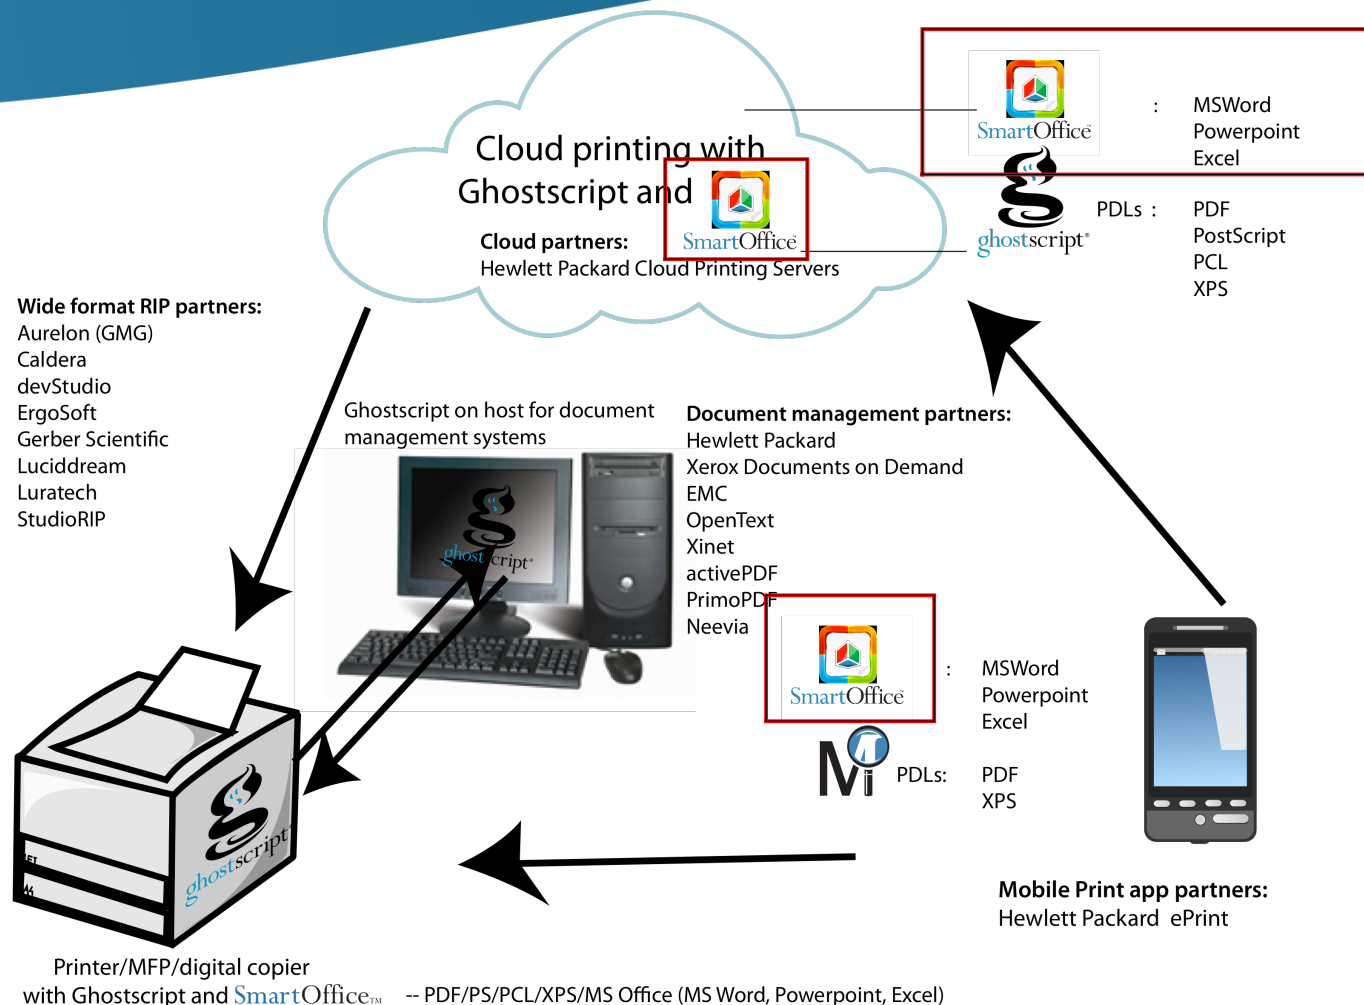 Cloud printing with
Ghostscript and
SmartOffice™
Cloud partners:
Hewlett Packard Cloud Printing Servers
SmartOffice™
: MSWord
Powerpoint
Excel
ghostscript®
PDLs : PDF
PostScript
PCL
XPS
Wide format RIP partners:
Aurelon (GMG)
Caldera
devStudio
ErgoSoft
Gerber Scientific
Luciddream
Luratech
StudioRIP
Ghostscript on host for document
management systems
ghostscript®
Document management partners:
Hewlett Packard
Xerox Documents on Demand
EMC
OpenText
Xinet
activePDF
PrimoPDF
Neevia
SmartOffice™
: MSWord
Powerpoint
Excel
M
PDLs: PDF
XPS
ghostscript®
Mobile Print app partners:
Hewlett Packard ePrint
Printer/MFP/digital copier
with Ghostscript and SmartOffice™ -- PDF/PS/PCL/XPS/MS Office (MS Word, Powerpoint, Excel)